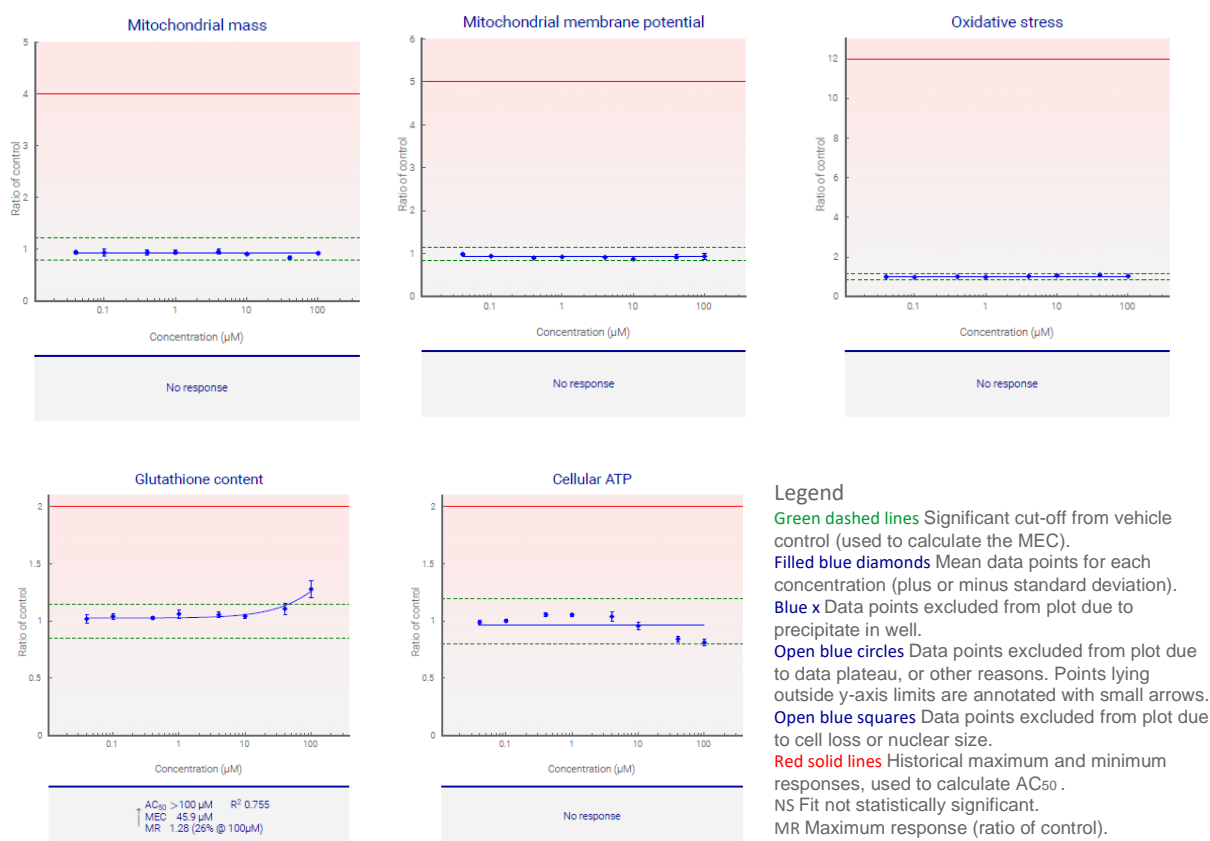 Mitochondrial mass
5
4
3
2
1
0
Ratio of control
0.1
1
10
100
Concentration (µM)
No response
Mitochondrial membrane potential
6
5
4
3
2
1
0
Ratio of control
0.1
1
10
100
Concentration (µM)
No response
Oxidative stress
12
10
8
6
4
2
0
Ratio of control
0.1
1
10
100
Concentration (µM)
No response
Glutathione content
2
1.5
1
0.5
0
Ratio of control
0.1
1
10
100
Concentration (µM)
↑ AC50 >100 µM R2 0.755
MEC 45.9 µM
MR 1.28 (26% @ 100µM)
Cellular ATP
2
1.5
1
0.5
0
Ratio of control
0.1
1
10
100
Concentration (µM)
No response
Legend
Green dashed lines Significant cut-off from vehicle
control (used to calculate the MEC).
Filled blue diamonds Mean data points for each
concentration (plus or minus standard deviation).
Blue x Data points excluded from plot due to
precipitate in well.
Open blue circles Data points excluded from plot due
to data plateau, or other reasons. Points lying
outside y-axis limits are annotated with small arrows.
Open blue squares Data points excluded from plot due
to cell loss or nuclear size.
Red solid lines Historical maximum and minimum
responses, used to calculate AC50 .
NS Fit not statistically significant.
MR Maximum response (ratio of control).